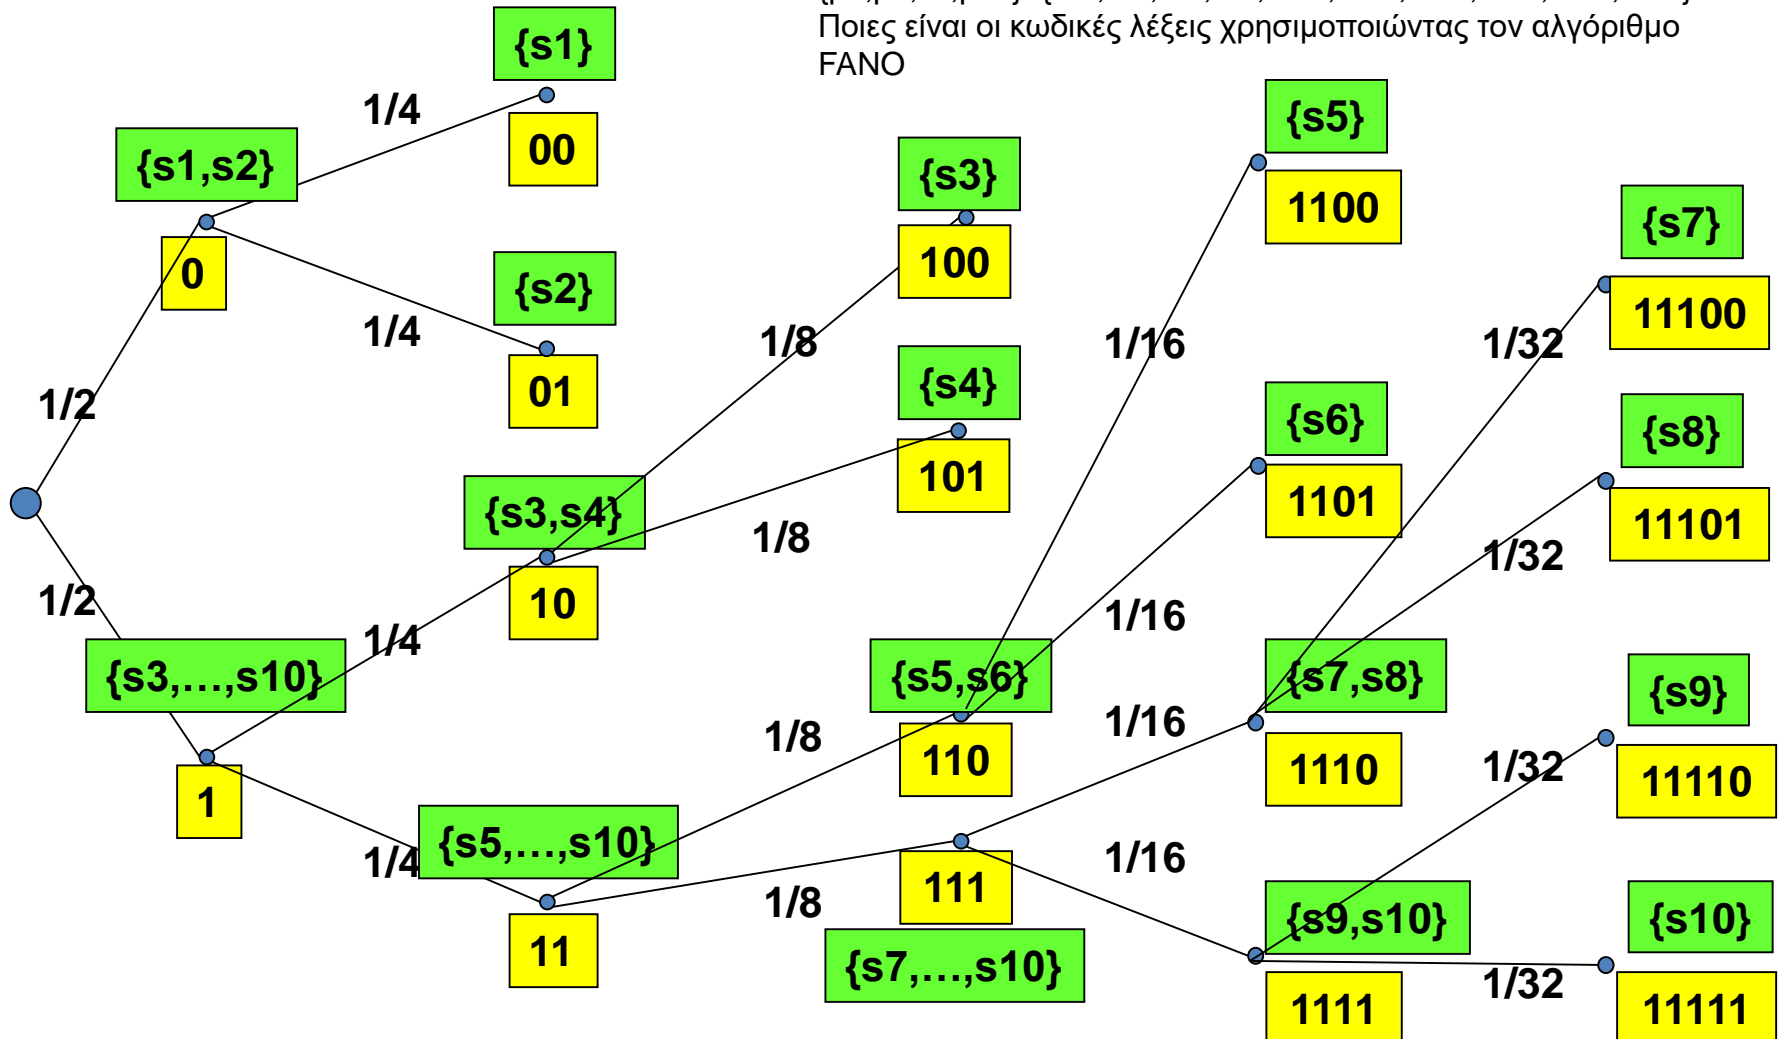 Ποιες είναι οι κωδικές λέξεις χρησιμοποιώντας τον αλγόριθμο
FANO
{s1}
1/4
00
{s1,s2}
0
{s2}
1/4
01
1/2
{s3}
100
1/8
{s4}
101
1/8
{s3,s4}
10
1/2
{s3,...,s10}
1
1/4
{s5,...,s10}
1/4
11
{s5}
1100
1/16
{s6}
1101
1/16
{s5,s6}
110
1/8
111
1/8
{s7,...,s10}
{s7,s8}
1/16
1110
{s9,s10}
1/16
1111
{s7}
11100
1/32
{s8}
11101
1/32
{s9}
11110
1/32
{s10}
11111
1/32